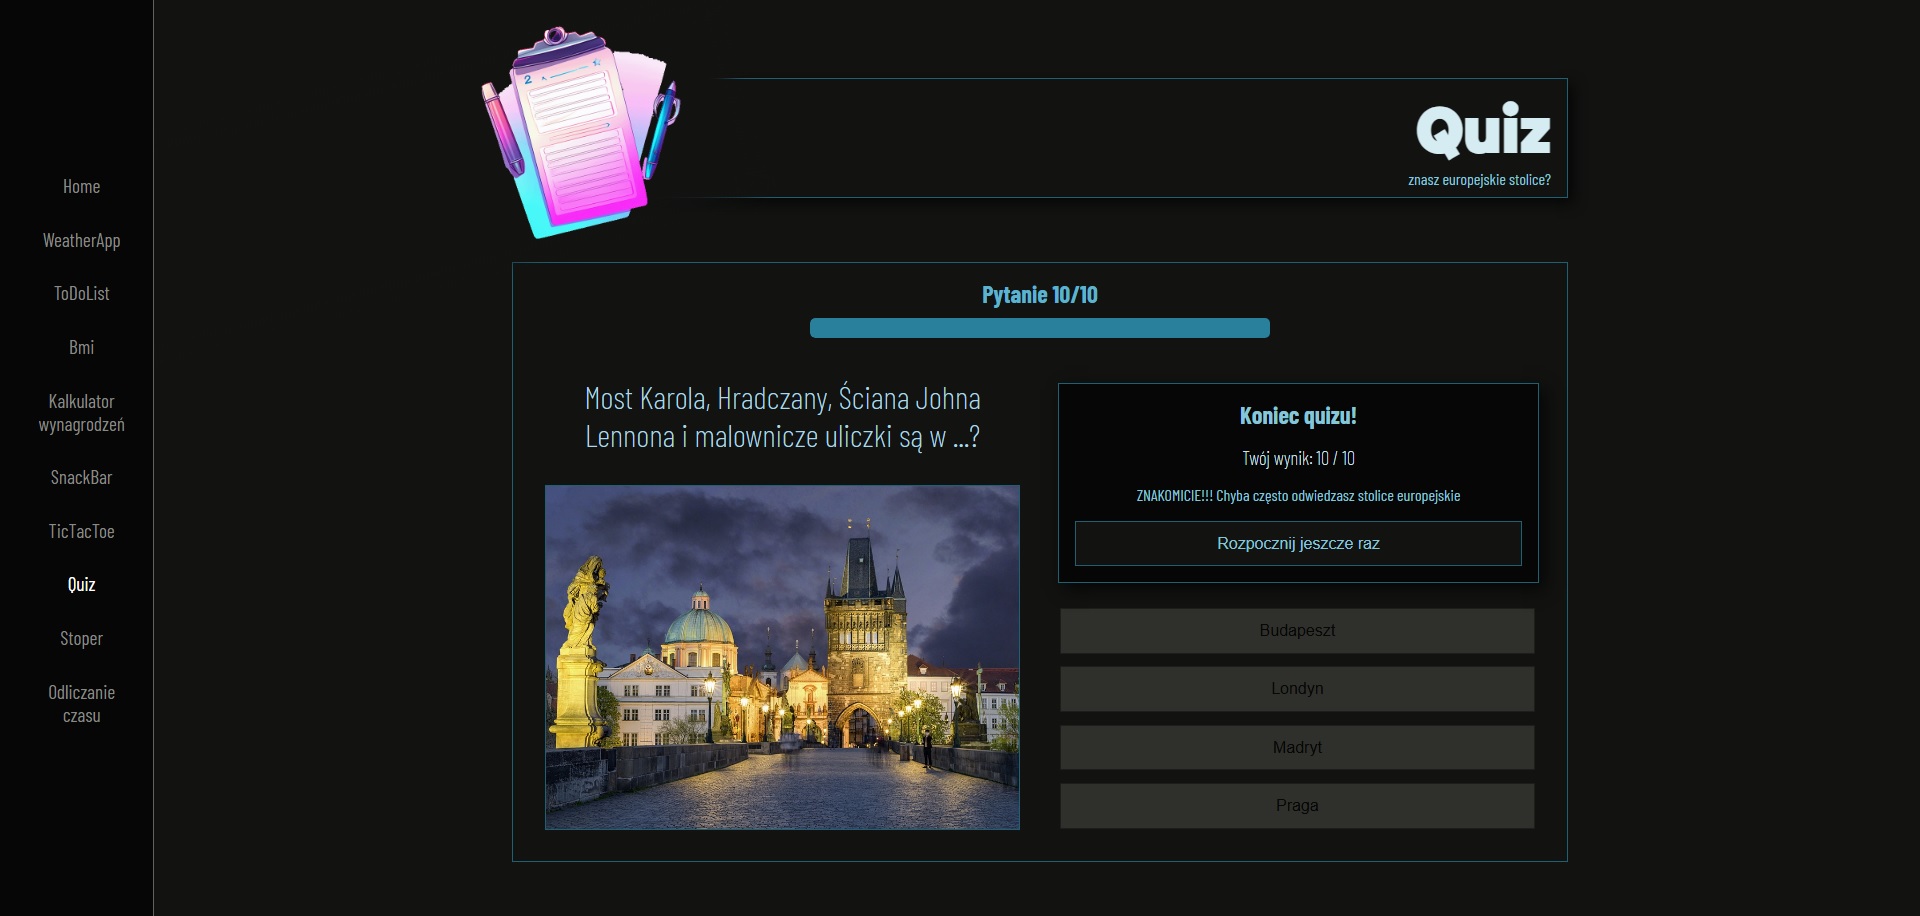 Home
WeatherApp
ToDoList
Bmi
Kalkulator
wynagrodzeń
SnackBar
TicTacToe
Quiz
Stoper
Odliczanie
czasu
2
Quiz
znasz europejskie stolice?
Pytanie 10/10
Most Karola, Hradczany, Ściana Johna
Lennona i malownicze uliczki są w ...?
Koniec quizu!
Twój wynik: 10 / 10
ZNAKOMICIE!!! Chyba często odwiedzasz stolice europejskie
Rozpocznij jeszcze raz
Budapeszt
Londyn
Madryt
Praga